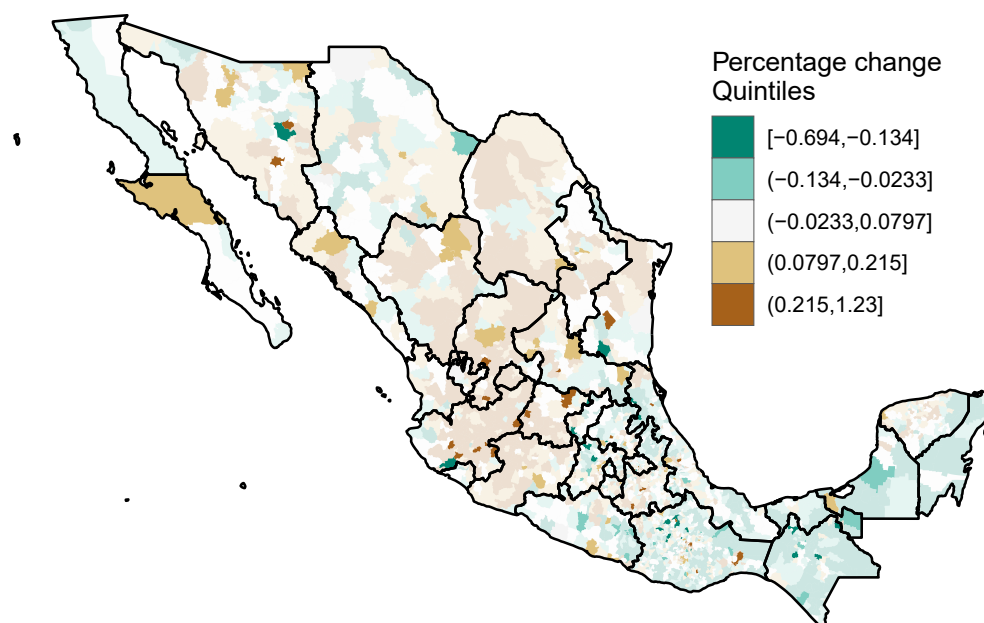 Percentage change
Quintiles
[−0.694,−0.134]
(−0.134,−0.0233]
(−0.0233,0.0797]
(0.0797,0.215]
(0.215,1.23]